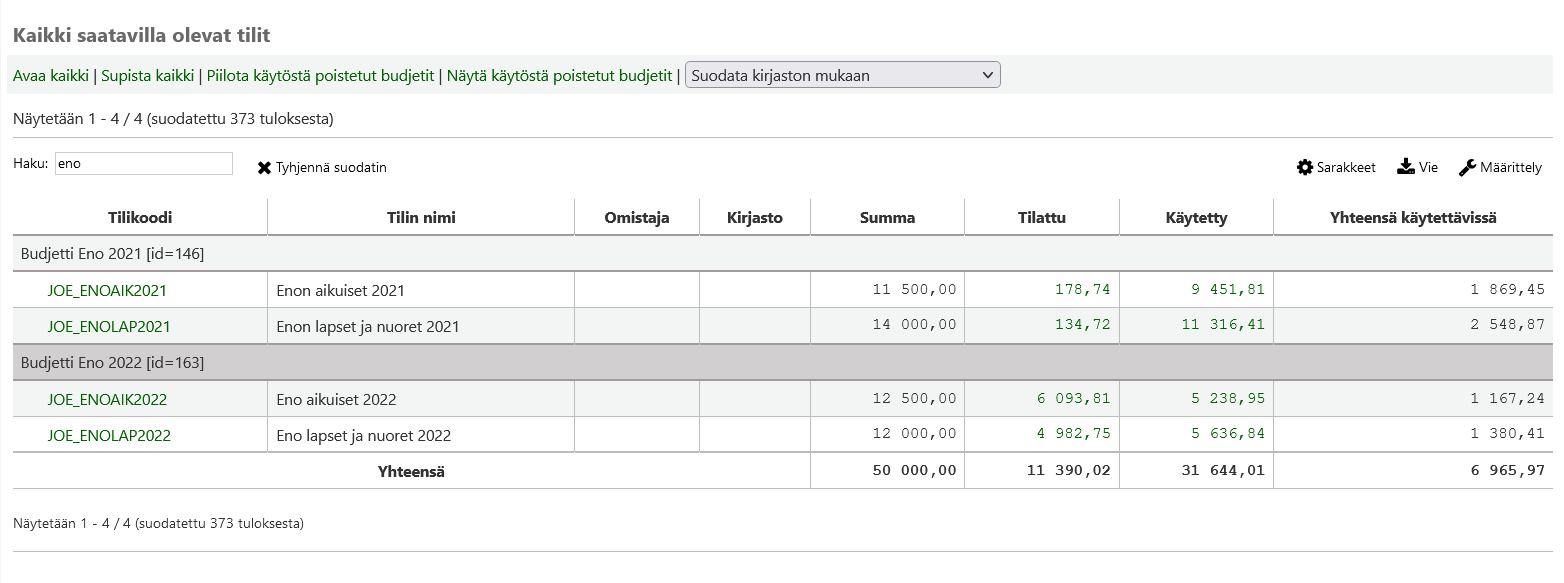 Kaikki saatavilla olevat tilit
Avaa kaikki | Supista kaikki | Piilota käytöstä poistetut budjetit | Näytä käytöstä poistetut budjetit | Suodata kirjaston mukaan
Näytetään 1 - 4 / 4 (suodatettu 373 tuloksesta)
Haku: eno Tyhjennä suodatin Sarakkeet Vie Määrittely
Tilikoodi Tilin nimi Omistaja Kirjasto Summa Tilattu Käytetty Yhteensä käytettävissä
Budjetti Eno 2021 [id=146]
JOE_ENOAIK2021 Enon aikuiset 2021 11 500,00 178,74 9 451,81 1 869,45
JOE_ENOLAP2021 Enon lapset ja nuoret 2021 14 000,00 134,72 11 316,41 2 548,87
Budjetti Eno 2022 [id=163]
JOE_ENOAIK2022 Eno aikuiset 2022 12 500,00 6 093,81 5 238,95 1 167,24
JOE_ENOLAP2022 Eno lapset ja nuoret 2022 12 000,00 4 982,75 5 636,84 1 380,41
Yhteensä 50 000,00 11 390,02 31 644,01 6 965,97
Näytetään 1 - 4 / 4 (suodatettu 373 tuloksesta)